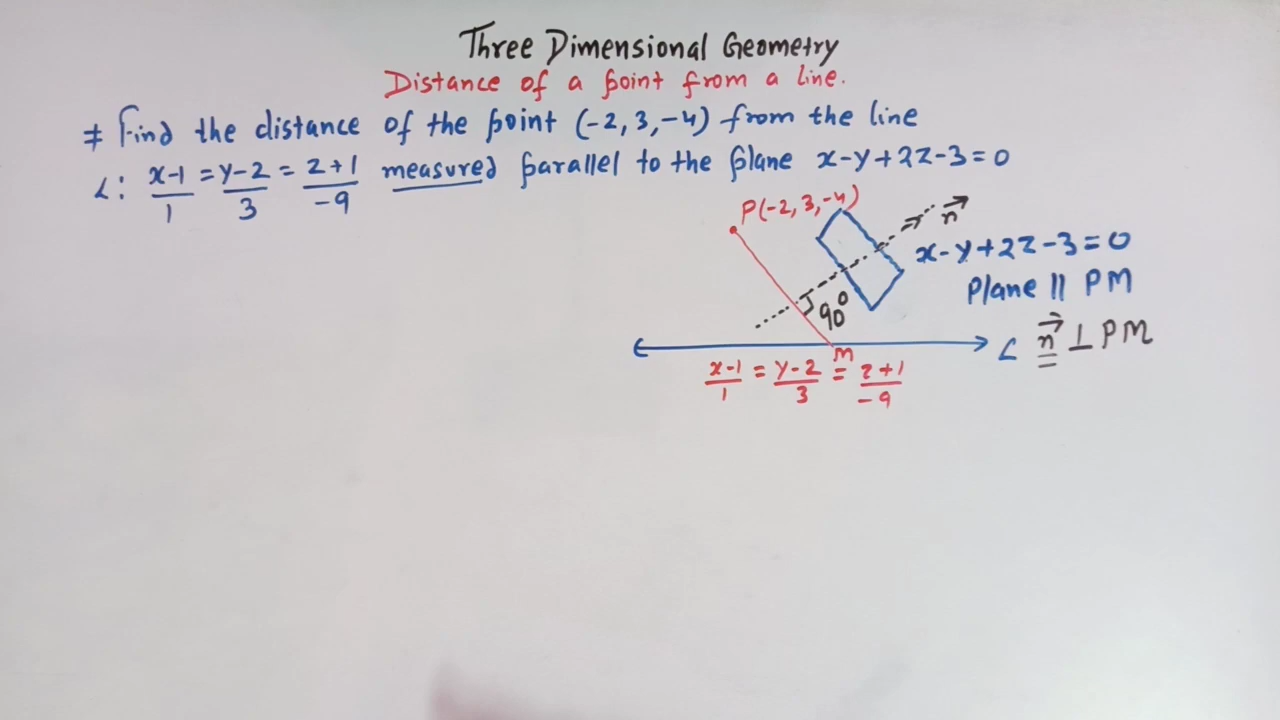 Three Dimensional Geometry
Distance of a point from a line.
# Find the distance of the point (-2, 3, -4) from the line
L: x-1/1 = y-2/3 = z+1/-9 measured parallel to the plane x-y+2z-3=0
P(-2, 3, -4)
n⃗
x-y+2z-3=0
Plane || PM
90°
M
L
n⃗ ⊥ PM
x-1/1 = y-2/3 = z+1/-9